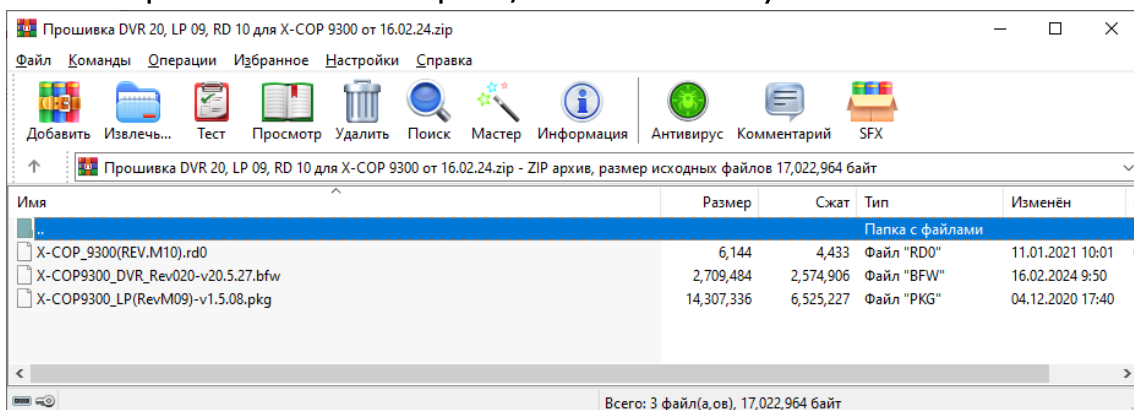 Прошивка DVR 20, LP 09, RD 10 для X-COP 9300 от 16.02.24.zip
Файл Команды Операции Избранное Настройки Справка
Добавить Извлечь... Тест Просмотр Удалить Поиск Мастер Информация Антивирус Комментарий SFX
Прошивка DVR 20, LP 09, RD 10 для X-COP 9300 от 16.02.24.zip - ZIP архив, размер исходных файлов 17,022,964 байт
Имя Размер Сжат Тип Изменён
.. Папка с файлами
X-COP_9300(REV.M10).rd0 6,144 4,433 Файл "RD0" 11.01.2021 10:01
X-COP9300_DVR_Rev020-v20.5.27.bfw 2,709,484 2,574,906 Файл "BFW" 16.02.2024 9:50
X-COP9300_LP(RevM09)-v1.5.08.pkg 14,307,336 6,525,227 Файл "PKG" 04.12.2020 17:40
Всего: 3 файл(а,ов), 17,022,964 байт